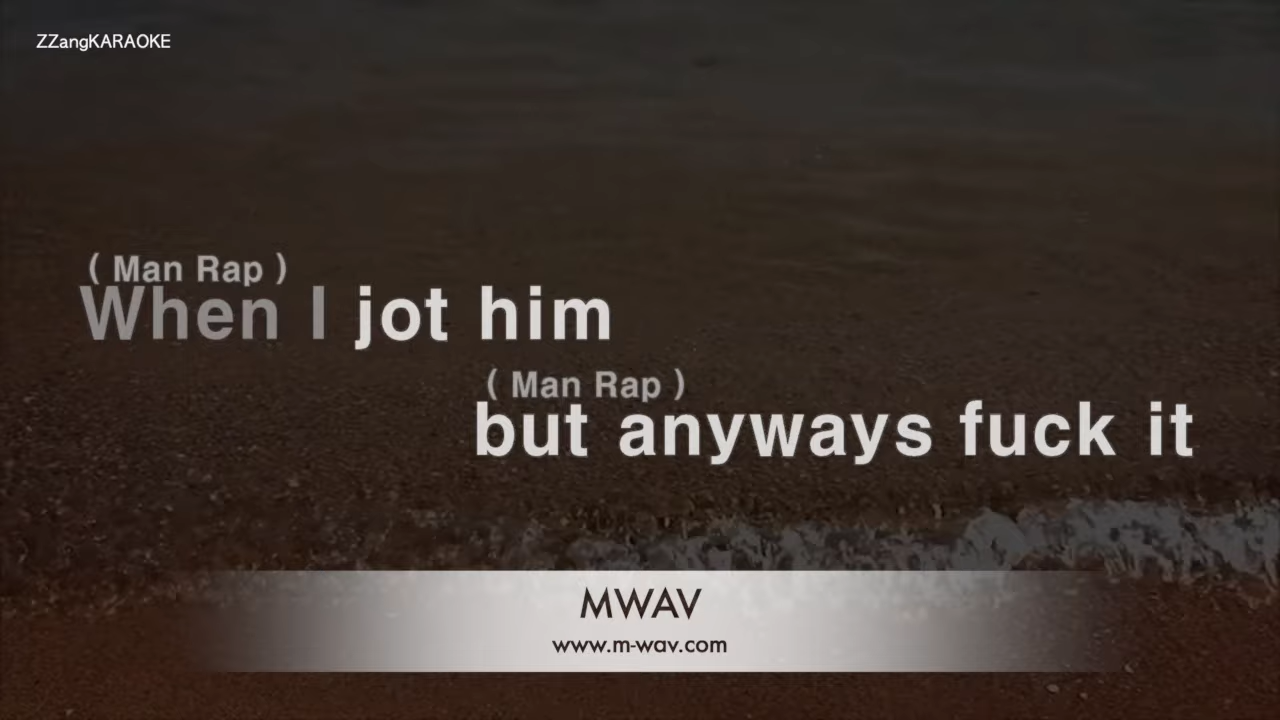 ZZangKARAOKE
( Man Rap )
When I jot him
( Man Rap )
but anyways fuck it
MWAV
www.m-wav.com